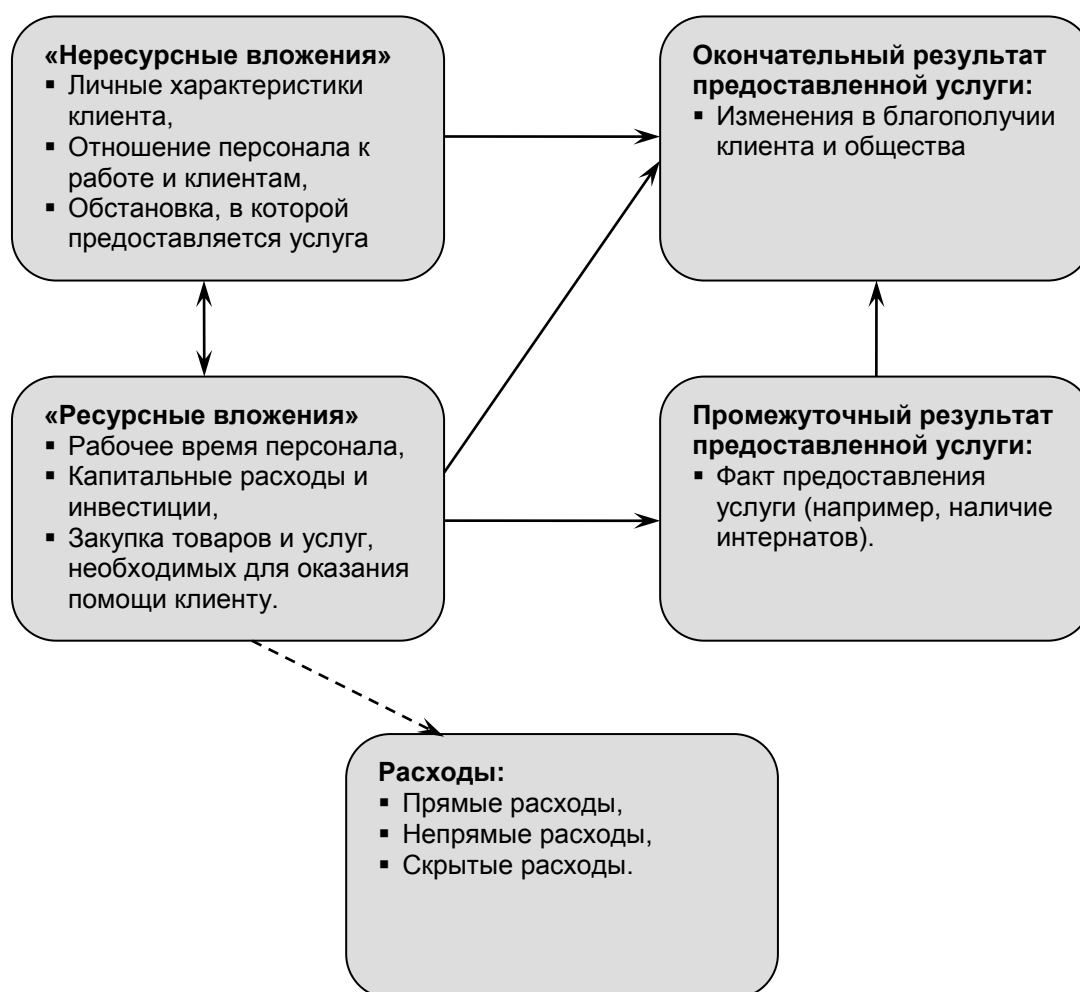 «Нересурсные вложения»
▪ Личные характеристики
клиента,
▪ Отношение персонала к
работе и клиентам,
▪ Обстановка, в которой
предоставляется услуга
Окончательный результат
предоставленной услуги:
▪ Изменения в благополучии
клиента и общества
«Ресурсные вложения»
▪ Рабочее время персонала,
▪ Капитальные расходы и
инвестиции,
▪ Закупка товаров и услуг,
необходимых для оказания
помощи клиенту.
Промежуточный результат
предоставленной услуги:
▪ Факт предоставления
услуги (например, наличие
интернатов).
Расходы:
▪ Прямые расходы,
▪ Непрямые расходы,
▪ Скрытые расходы.